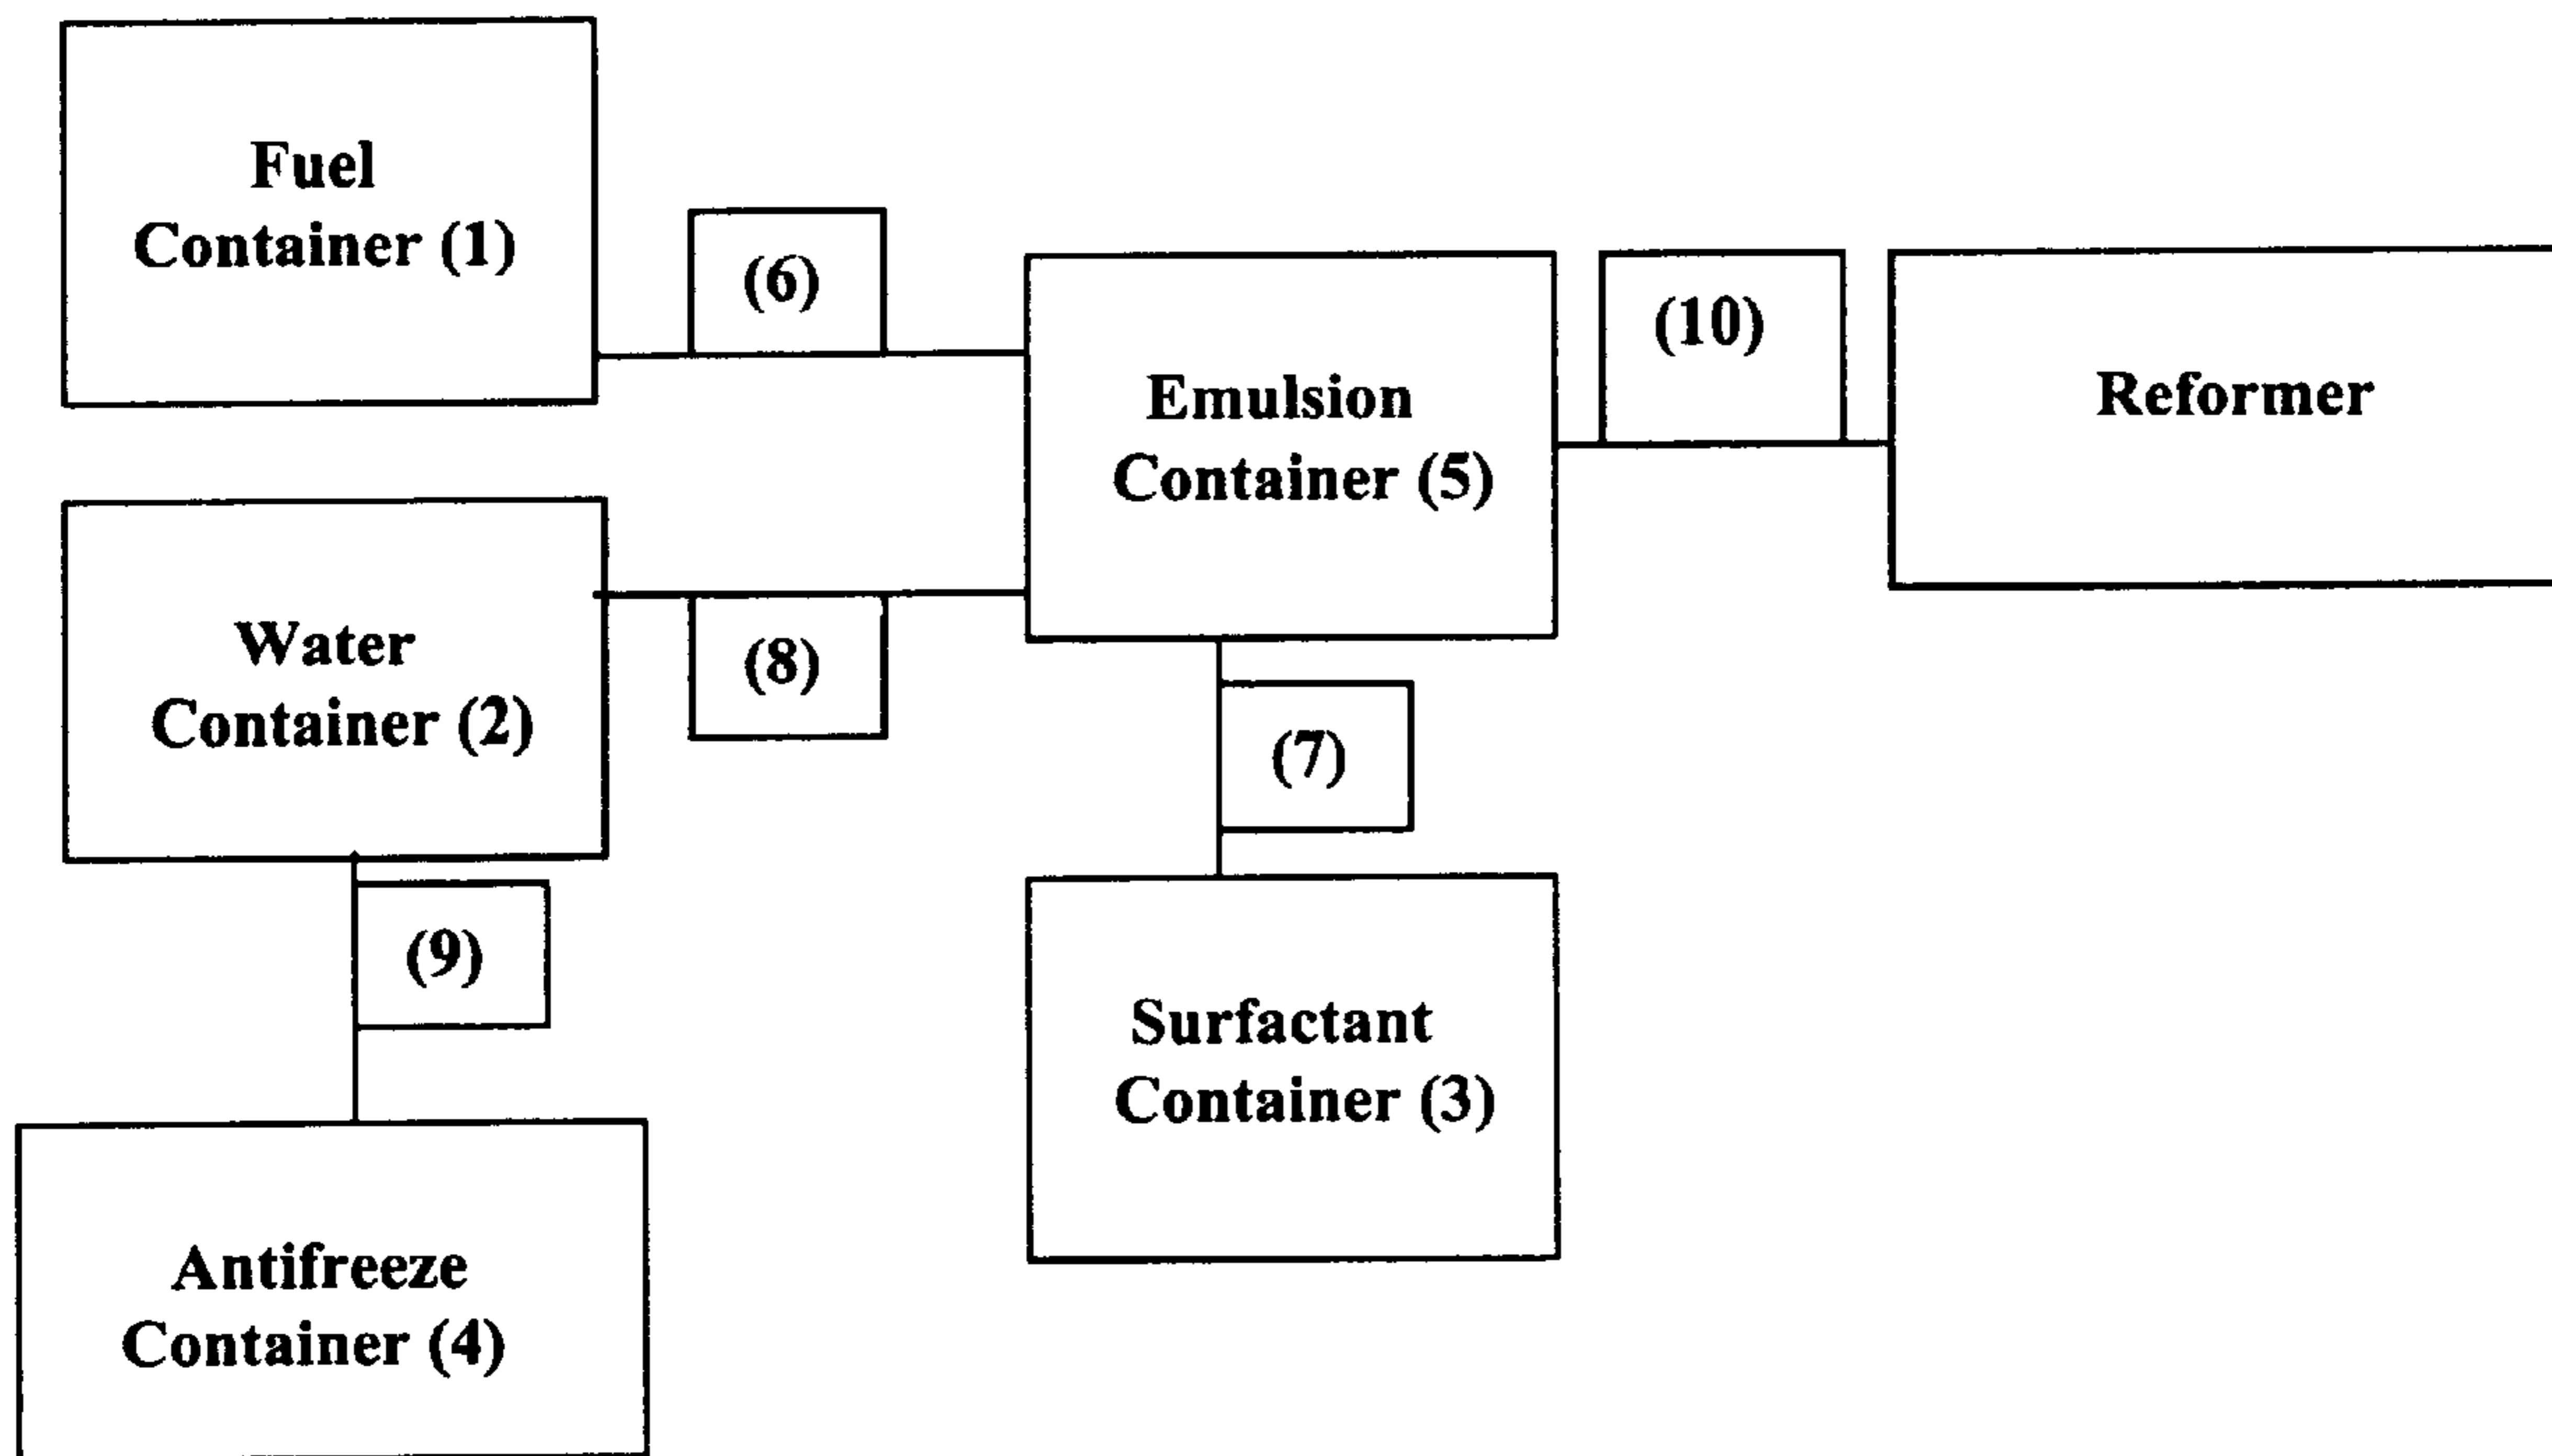 Fuel
Container (1)
(6)
(10)
Emulsion
Container (5)
Reformer
Water
Container (2)
(8)
(7)
(9)
Surfactant
Container (3)
Antifreeze
Container (4)